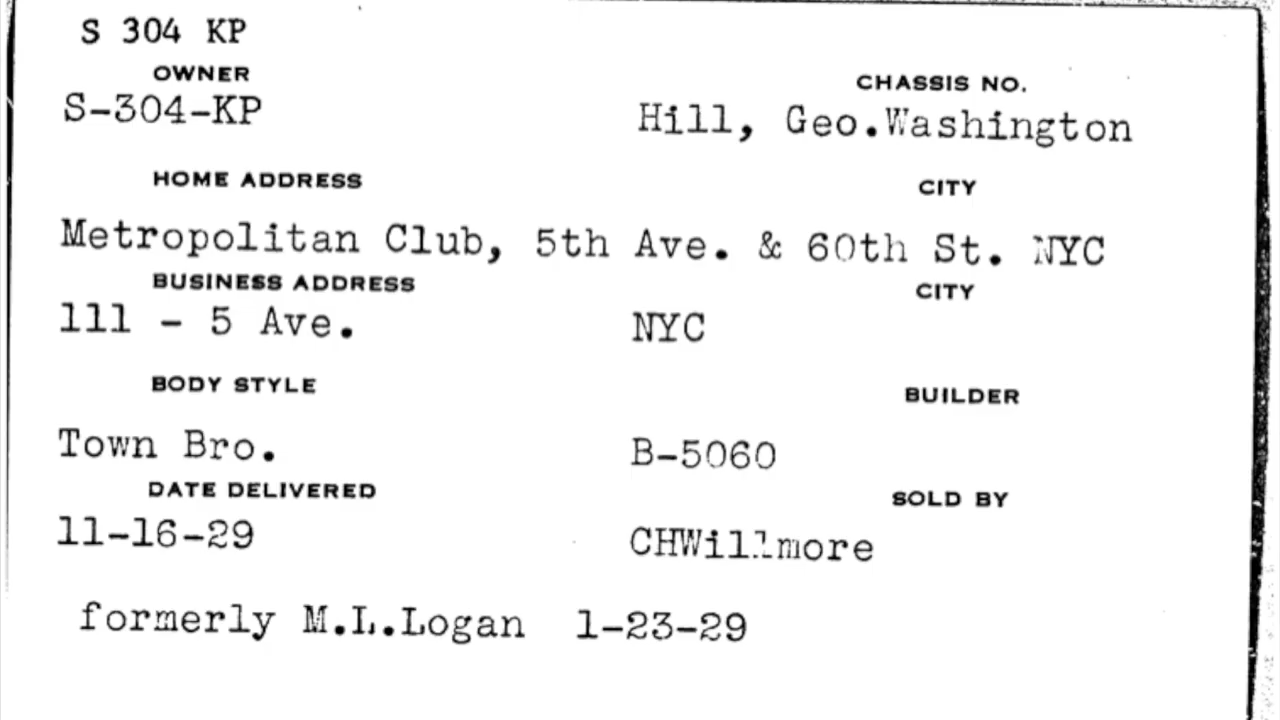 S 304 KP
OWNER CHASSIS NO.
S-304-KP Hill, Geo.Washington
HOME ADDRESS CITY
Metropolitan Club, 5th Ave. & 60th St. NYC
BUSINESS ADDRESS CITY
111 - 5 Ave. NYC
BODY STYLE BUILDER
Town Bro. B-5060
DATE DELIVERED SOLD BY
11-16-29 CHWillmore
formerly M.L.Logan 1-23-29